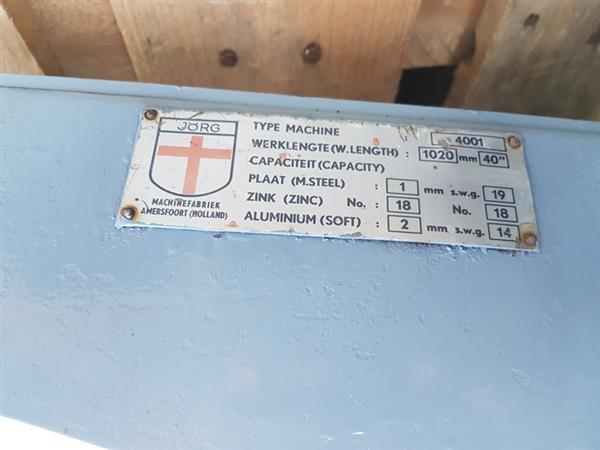 JÖRG
MACHINEFABRIEK
AMERSFOORT (HOLLAND)
TYPE MACHINE 4001
WERKLENGTE (W.LENGTH) : 1020 mm 40"
CAPACITEIT (CAPACITY)
PLAAT (M.STEEL) : 1 mm s.w.g. 19
ZINK (ZINC) No. : 18 No. 18
ALUMINIUM (SOFT) : 2 mm s.w.g. 14